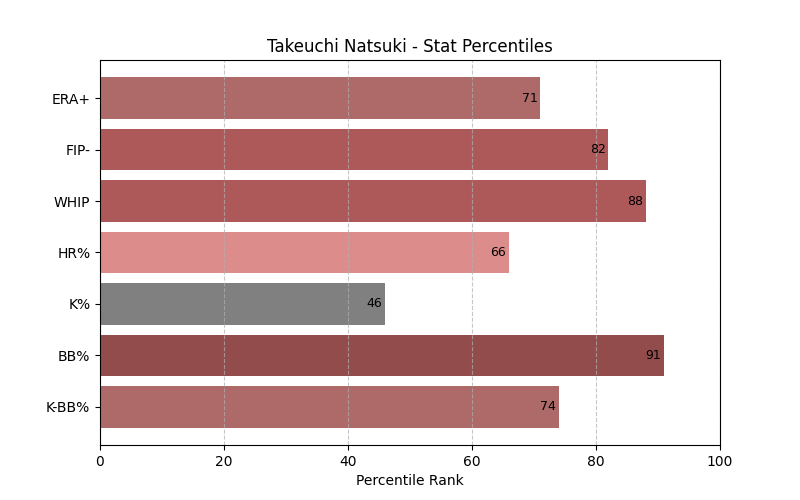 Takeuchi Natsuki - Stat Percentiles
ERA+ 71
FIP- 82
WHIP 88
HR% 66
K% 46
BB% 91
K-BB% 74
0 20 40 60 80 100
Percentile Rank